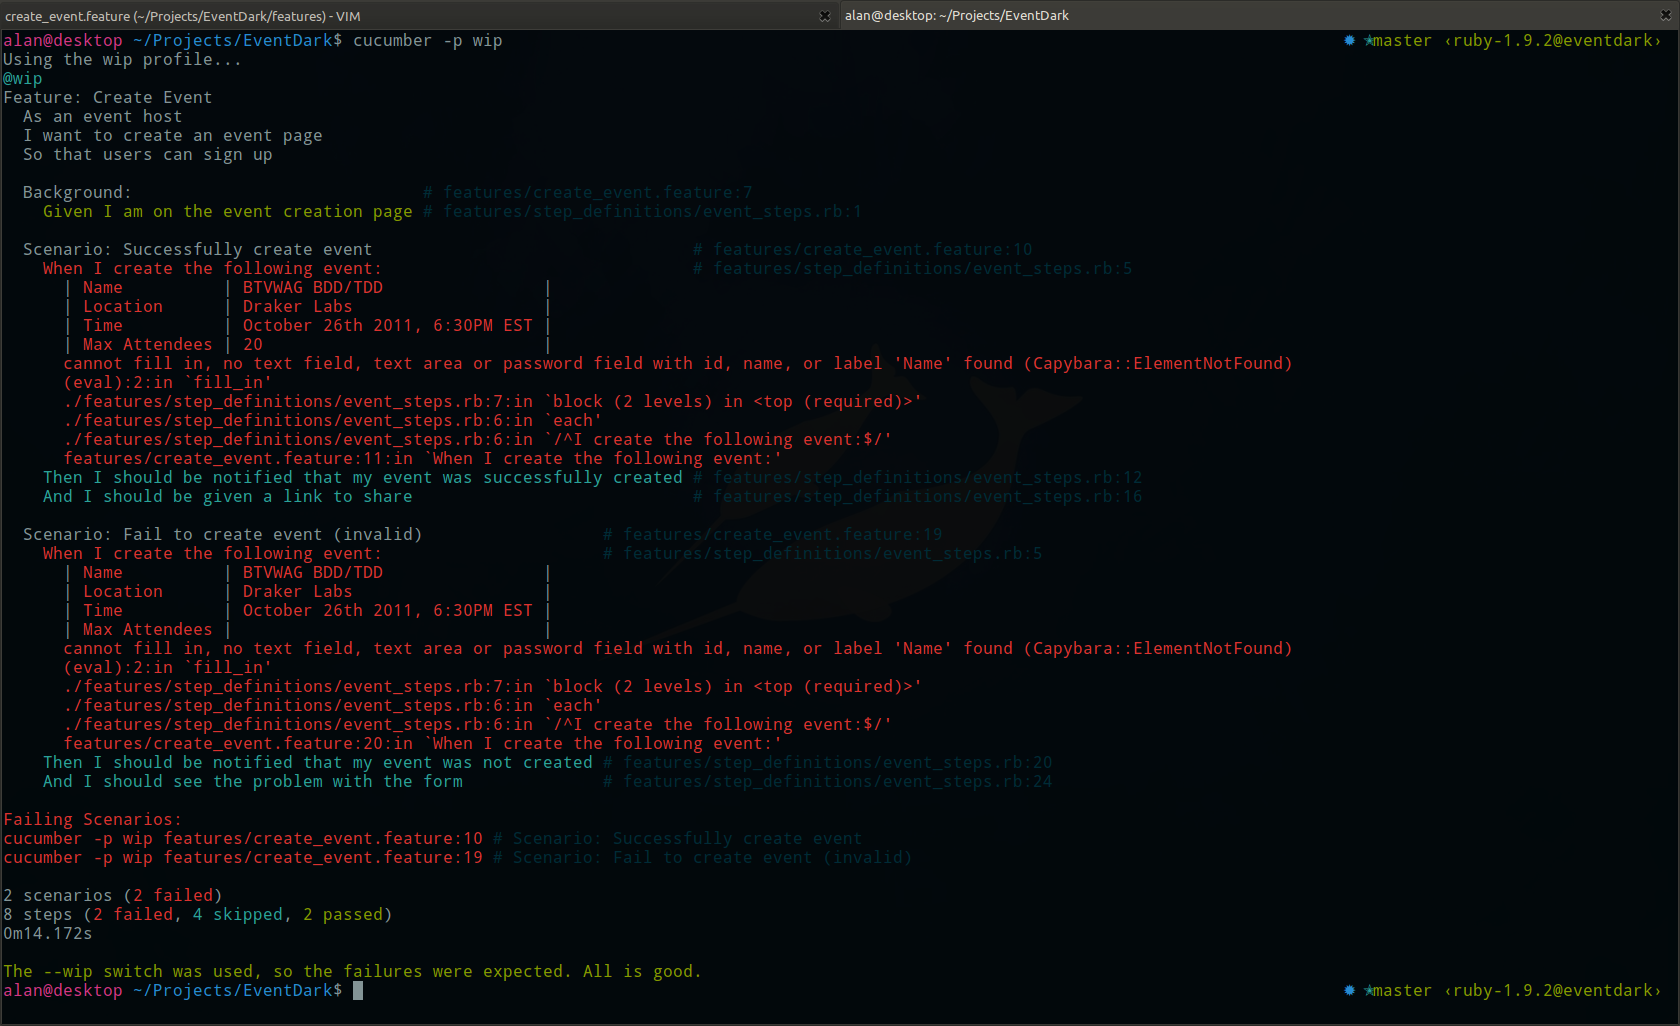 create_event.feature (~/Projects/EventDark/features) - VIM
alan@desktop: ~/Projects/EventDark
alan@desktop ~/Projects/EventDark$ cucumber -p wip ✹ ✭master ‹ruby-1.9.2@eventdark›
Using the wip profile...
@wip
Feature: Create Event
  As an event host
  I want to create an event page
  So that users can sign up

  Background:                             # features/create_event.feature:7
    Given I am on the event creation page # features/step_definitions/event_steps.rb:1

  Scenario: Successfully create event                                # features/create_event.feature:10
    When I create the following event:                               # features/step_definitions/event_steps.rb:5
      | Name          | BTVWAG BDD/TDD                |
      | Location      | Draker Labs                   |
      | Time          | October 26th 2011, 6:30PM EST |
      | Max Attendees | 20                            |
      cannot fill in, no text field, text area or password field with id, name, or label 'Name' found (Capybara::ElementNotFound)
      (eval):2:in `fill_in'
      ./features/step_definitions/event_steps.rb:7:in `block (2 levels) in <top (required)>'
      ./features/step_definitions/event_steps.rb:6:in `each'
      ./features/step_definitions/event_steps.rb:6:in `/^I create the following event:$/'
      features/create_event.feature:11:in `When I create the following event:'
    Then I should be notified that my event was successfully created # features/step_definitions/event_steps.rb:12
    And I should be given a link to share                            # features/step_definitions/event_steps.rb:16

  Scenario: Fail to create event (invalid)                  # features/create_event.feature:19
    When I create the following event:                      # features/step_definitions/event_steps.rb:5
      | Name          | BTVWAG BDD/TDD                |
      | Location      | Draker Labs                   |
      | Time          | October 26th 2011, 6:30PM EST |
      | Max Attendees |                               |
      cannot fill in, no text field, text area or password field with id, name, or label 'Name' found (Capybara::ElementNotFound)
      (eval):2:in `fill_in'
      ./features/step_definitions/event_steps.rb:7:in `block (2 levels) in <top (required)>'
      ./features/step_definitions/event_steps.rb:6:in `each'
      ./features/step_definitions/event_steps.rb:6:in `/^I create the following event:$/'
      features/create_event.feature:20:in `When I create the following event:'
    Then I should be notified that my event was not created # features/step_definitions/event_steps.rb:20
    And I should see the problem with the form              # features/step_definitions/event_steps.rb:24

Failing Scenarios:
cucumber -p wip features/create_event.feature:10 # Scenario: Successfully create event
cucumber -p wip features/create_event.feature:19 # Scenario: Fail to create event (invalid)

2 scenarios (2 failed)
8 steps (2 failed, 4 skipped, 2 passed)
0m14.172s

The --wip switch was used, so the failures were expected. All is good.
alan@desktop ~/Projects/EventDark$ ✹ ✭master ‹ruby-1.9.2@eventdark›